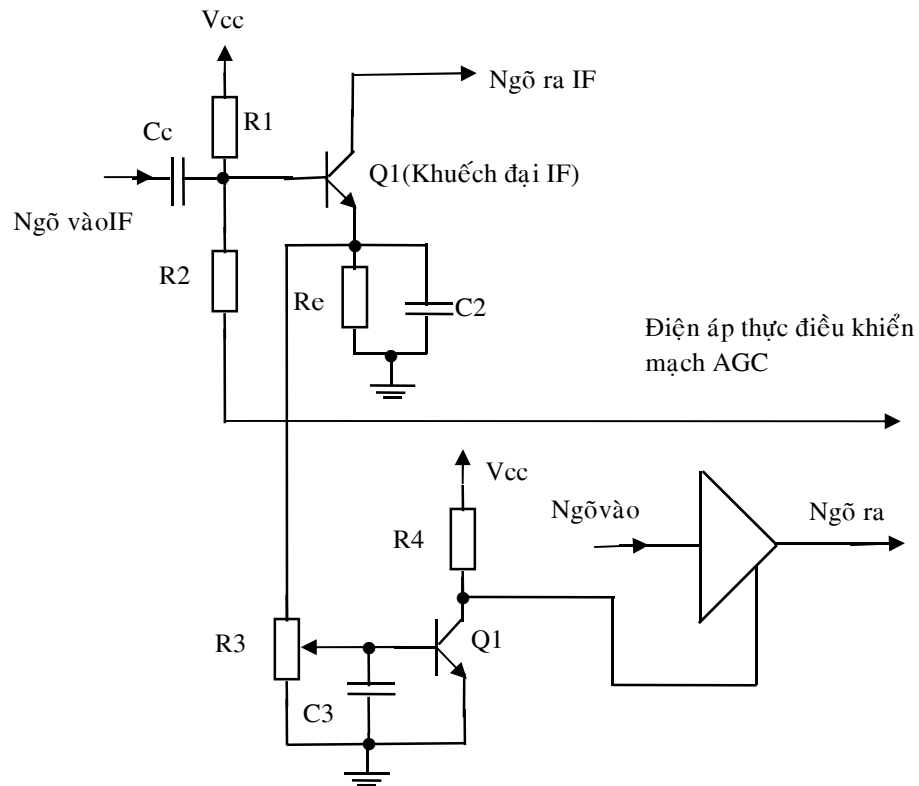 Vcc
Ngõ ra IF
R1
Cc
Q1(Khuếch đại IF)
Ngõ vàoIF
R2
Re
C2
Điện áp thực điều khiển
mạch AGC
Vcc
Ngõvào
Ngõ ra
R4
R3
Q1
C3